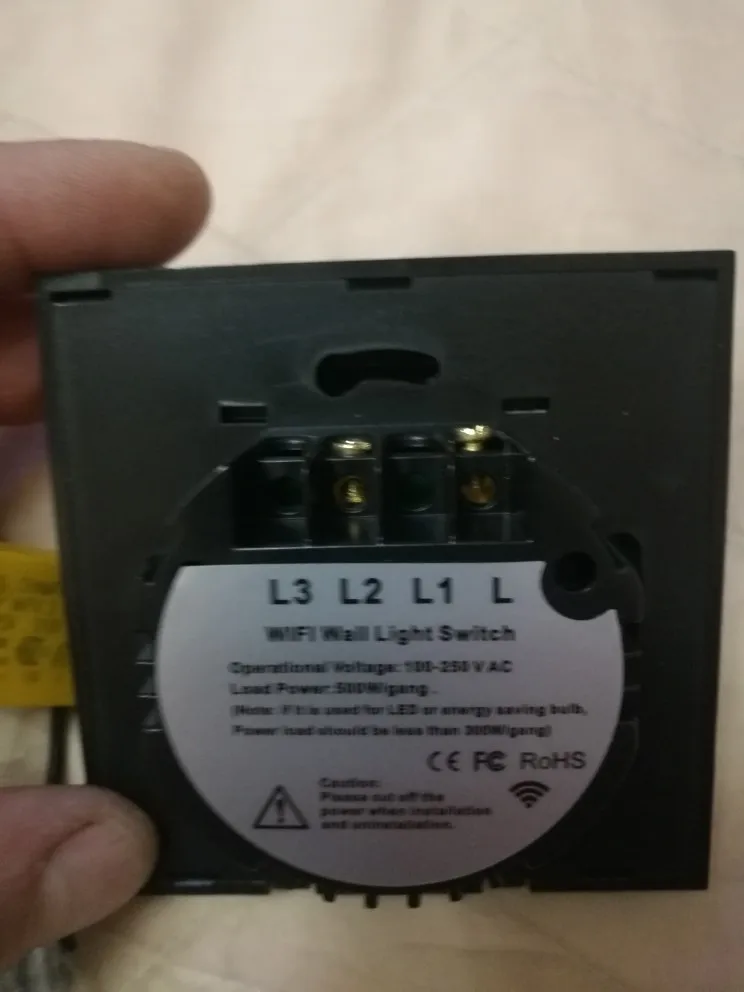 L3 L2 L1 L
WIFI Wall Light Switch
Operational Voltage: 100-250 V AC
Load Power: 500W/gang.
(Note: If it is used for LED or energy saving bulb,
Power load should be less than 300W/gang)
CE FC RoHS
Caution:
Please cut off the
power when installation
and uninstallation.